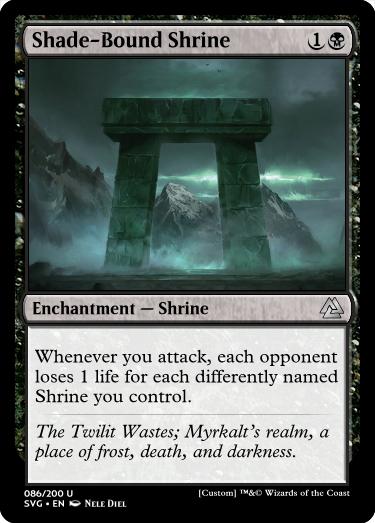 Shade-Bound Shrine 1
Enchantment — Shrine
Whenever you attack, each opponent
loses 1 life for each differently named
Shrine you control.
The Twilit Wastes; Myrkalt's realm, a
place of frost, death, and darkness.
086/200 U
SVG • EN Nele Diel [Custom] ™&© Wizards of the Coast